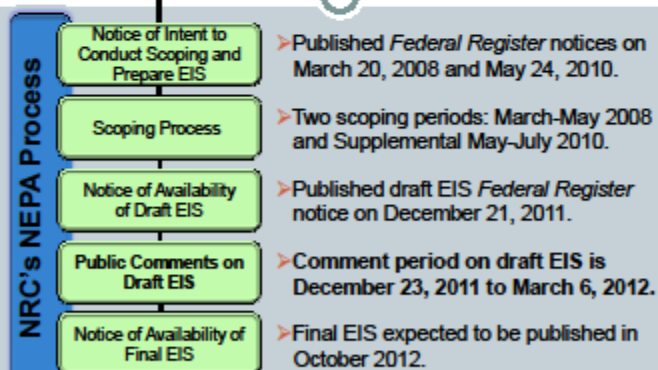 NRC's NEPA Process
Notice of Intent to
Conduct Scoping and
Prepare EIS
➢Published Federal Register notices on
March 20, 2008 and May 24, 2010.
Scoping Process
➢Two scoping periods: March-May 2008
and Supplemental May-July 2010.
Notice of Availability
of Draft EIS
➢Published draft EIS Federal Register
notice on December 21, 2011.
Public Comments on
Draft EIS
➢Comment period on draft EIS is
December 23, 2011 to March 6, 2012.
Notice of Availability of
Final EIS
➢Final EIS expected to be published in
October 2012.